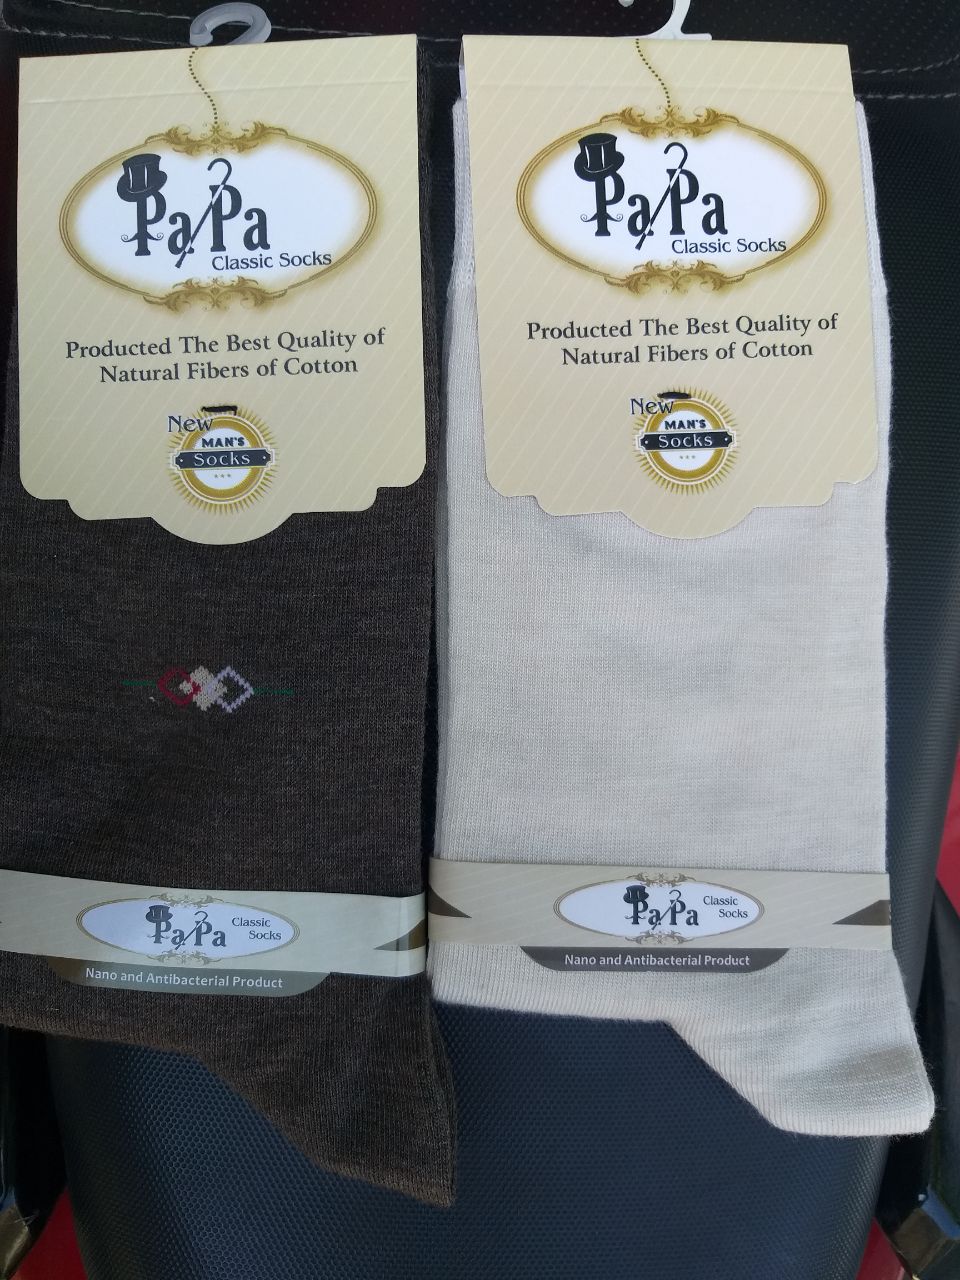 PaPa
Classic Socks
Producted The Best Quality of
Natural Fibers of Cotton
New
MAN'S
Socks
PaPa
Classic
Socks
Nano and Antibacterial Product
PaPa
Classic Socks
Producted The Best Quality of
Natural Fibers of Cotton
New
MAN'S
Socks
PaPa
Classic
Socks
Nano and Antibacterial Product